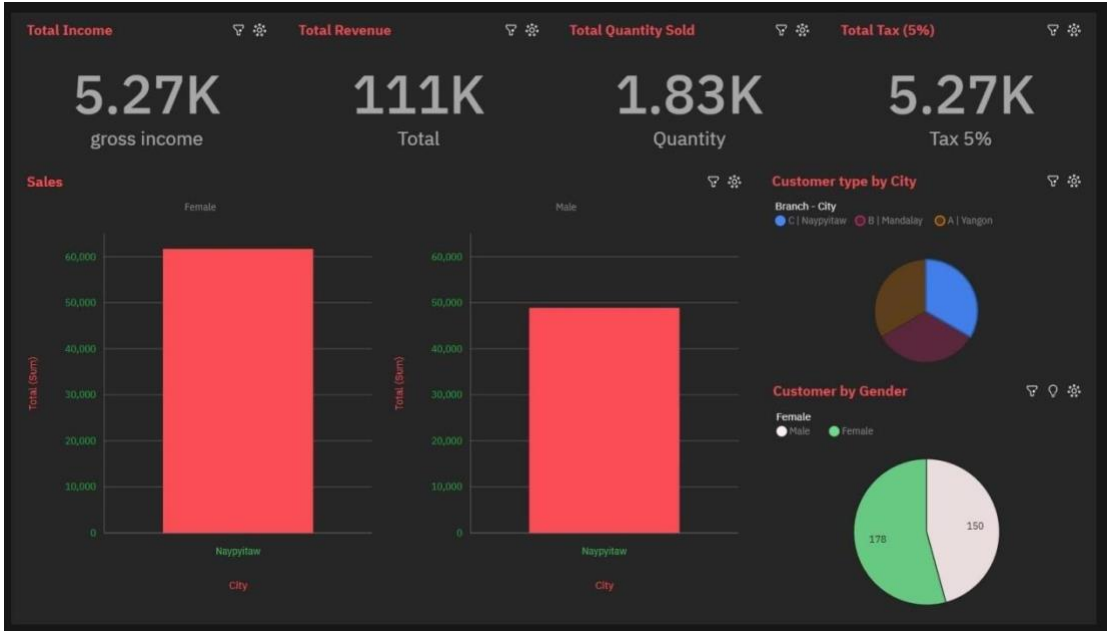 Total Income
Total Revenue
Total Quantity Sold
Total Tax (5%)
5.27K
gross income
111K
Total
1.83K
Quantity
5.27K
Tax 5%
Sales
Female
60,000
50,000
40,000
30,000
20,000
10,000
0
Total (Sum)
Naypyitaw
City
Male
60,000
50,000
40,000
30,000
20,000
10,000
0
Total (Sum)
Naypyitaw
City
Customer type by City
Branch - City
C | Naypyitaw B | Mandalay A | Yangon
Customer by Gender
Female
Male Female
178
150